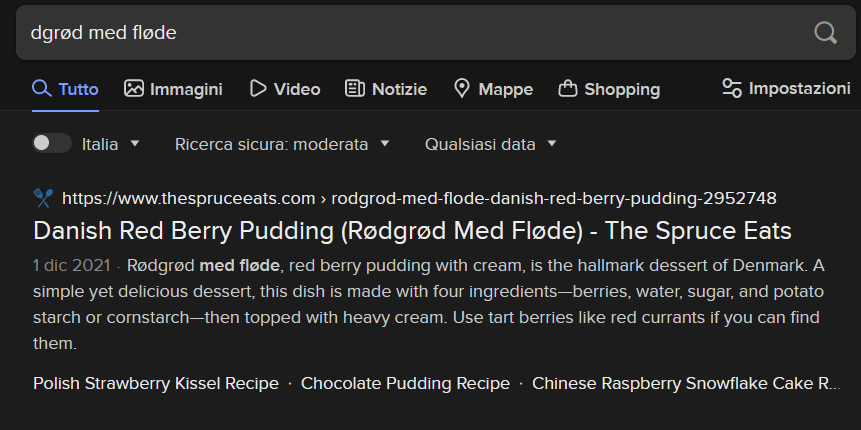 dgrød med fløde
Tutto Immagini Video Notizie Mappe Shopping Impostazioni
Italia Ricerca sicura: moderata Qualsiasi data
https://www.thespruceeats.com › rodgrod-med-flode-danish-red-berry-pudding-2952748
Danish Red Berry Pudding (Rødgrød Med Fløde) - The Spruce Eats
1 dic 2021 · Rødgrød med fløde, red berry pudding with cream, is the hallmark dessert of Denmark. A
simple yet delicious dessert, this dish is made with four ingredients—berries, water, sugar, and potato
starch or cornstarch—then topped with heavy cream. Use tart berries like red currants if you can find
them.
Polish Strawberry Kissel Recipe · Chocolate Pudding Recipe · Chinese Raspberry Snowflake Cake R...